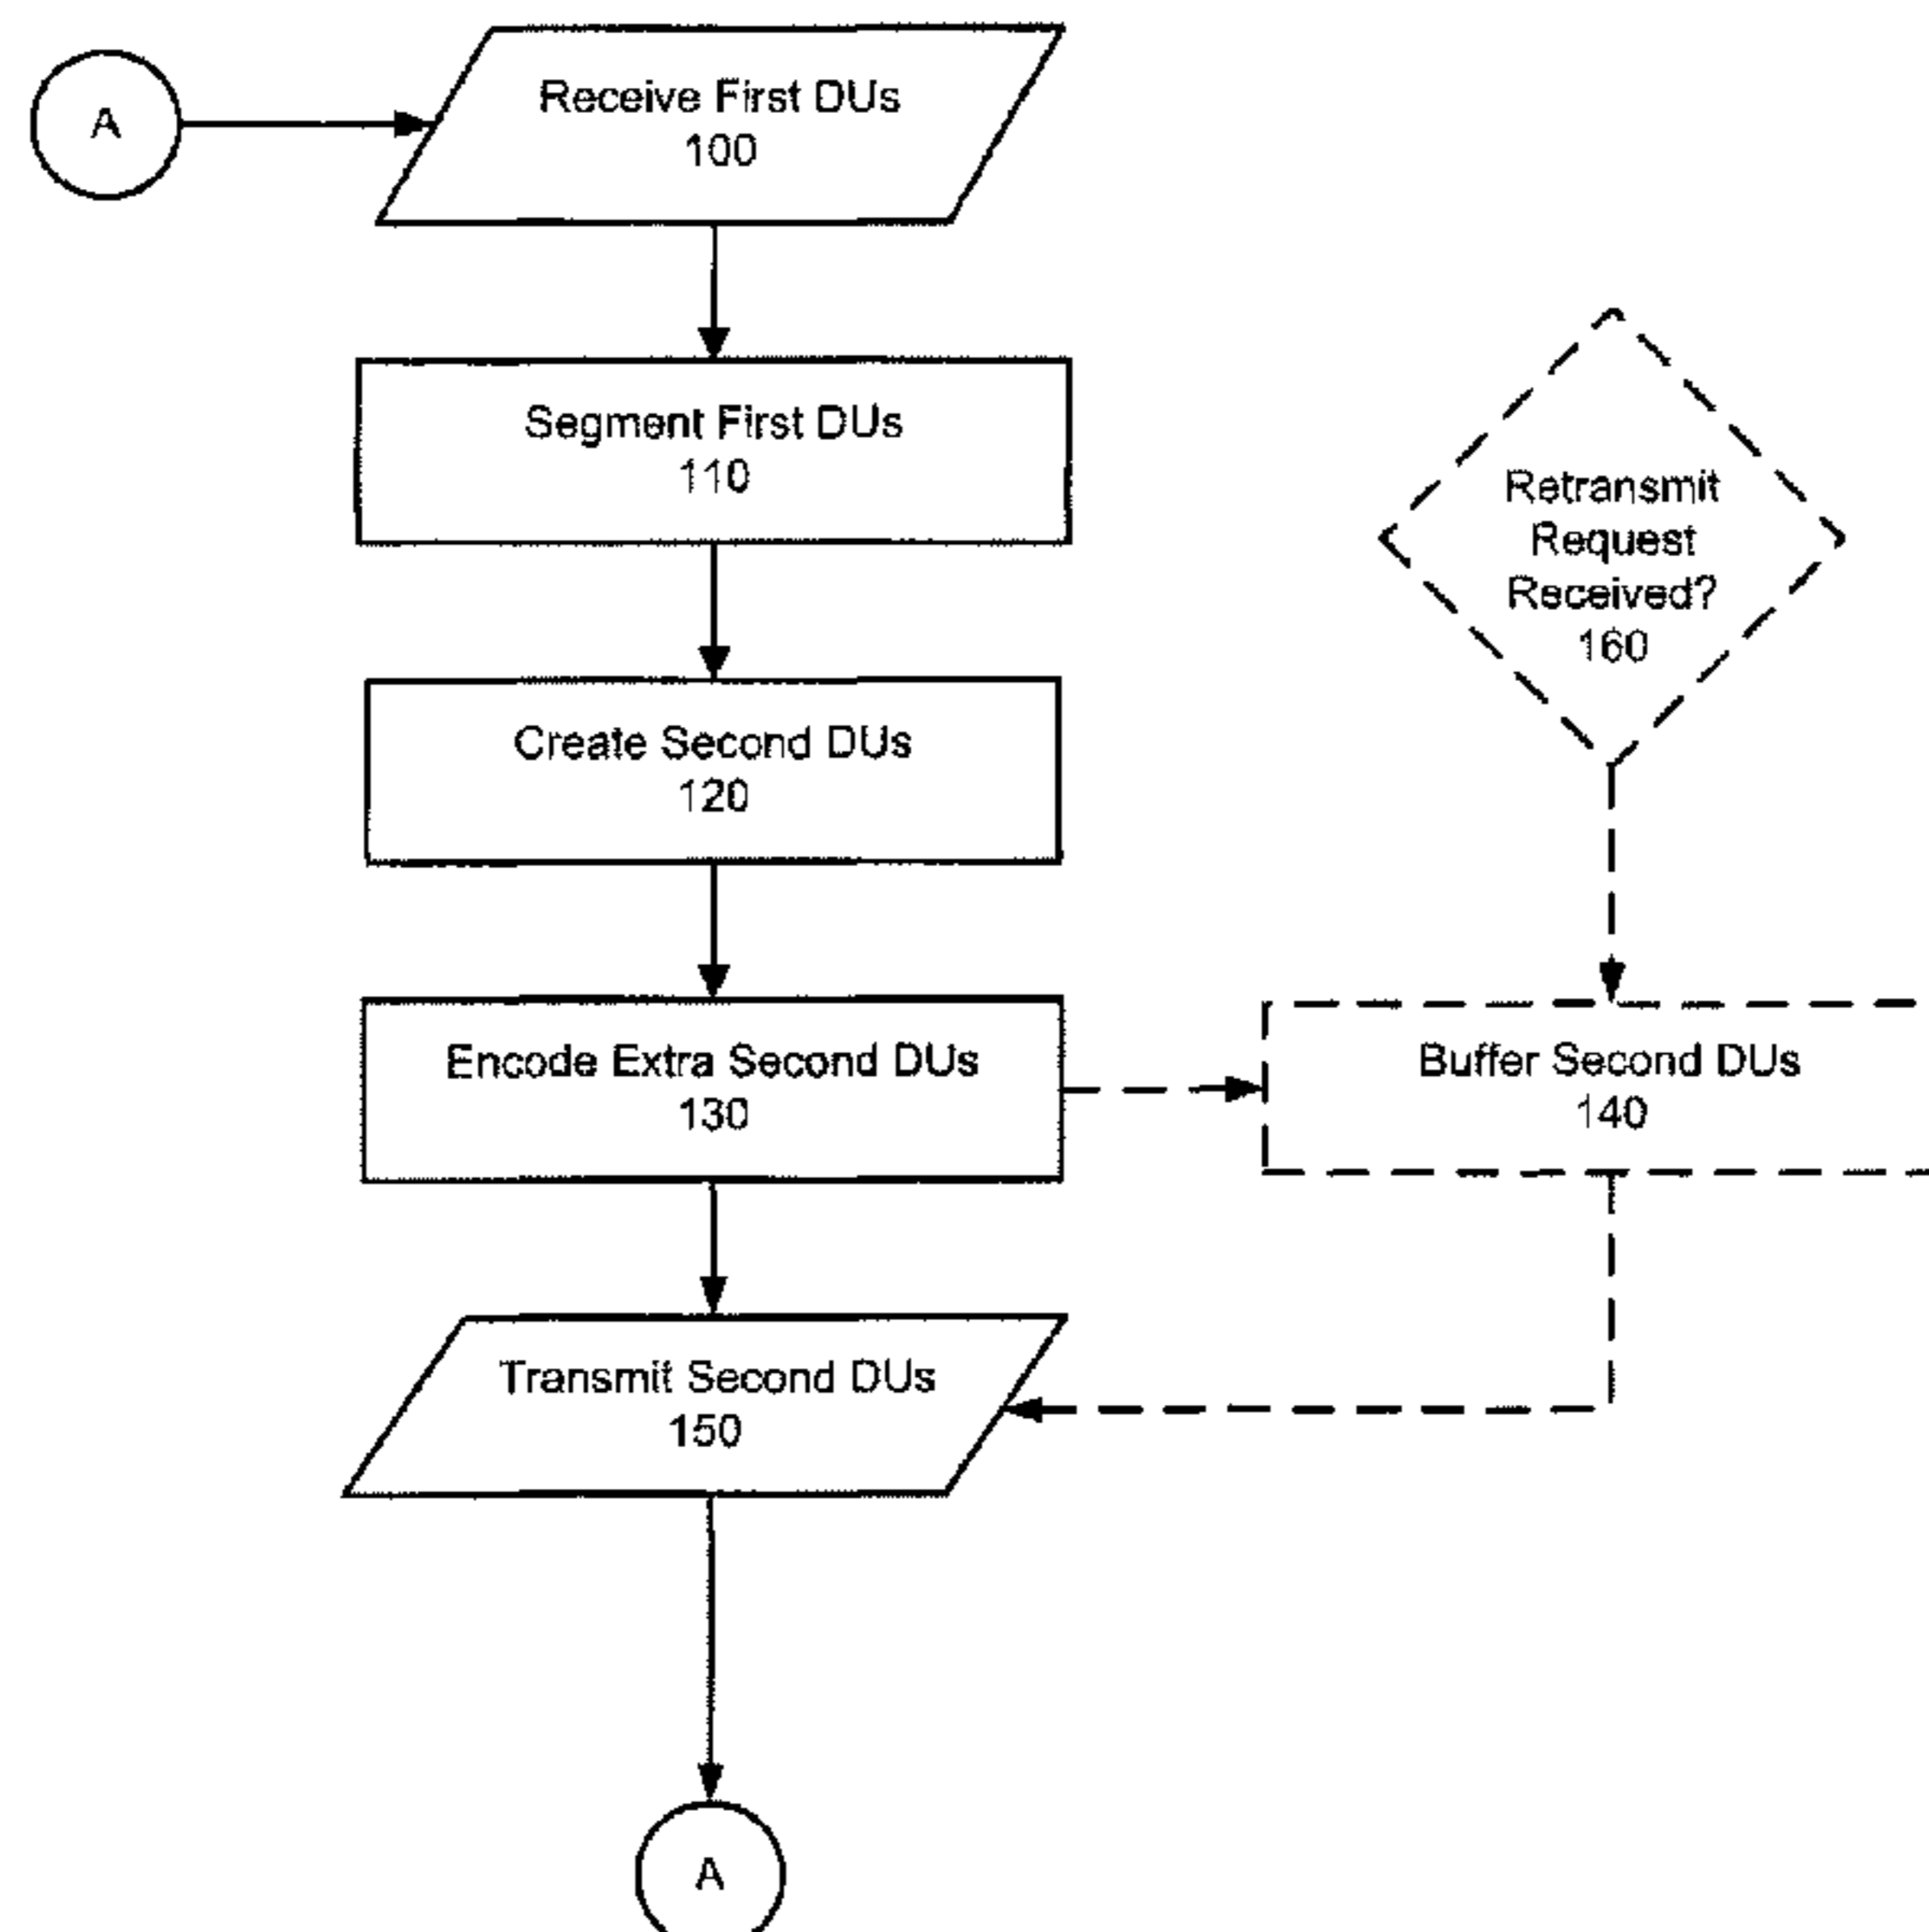 A
Receive First DUs
100
Segment First DUs
110
Retransmit
Request
Received?
160
Create Second DUs
120
Encode Extra Second DUs
130
Buffer Second DUs
140
Transmit Second DUs
150
A